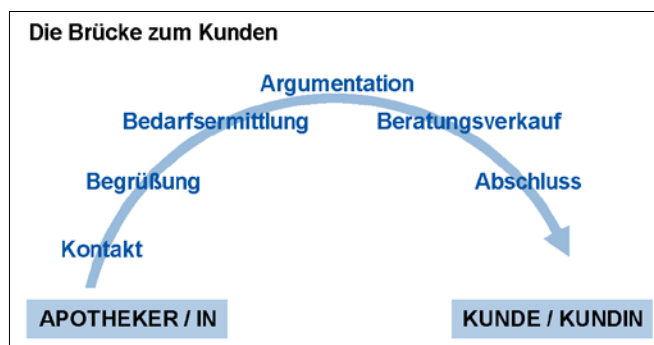 Die Brücke zum Kunden
Argumentation
Bedarfsermittlung
Beratungsverkauf
Begrüßung
Abschluss
Kontakt
APOTHEKER / IN
KUNDE / KUNDIN